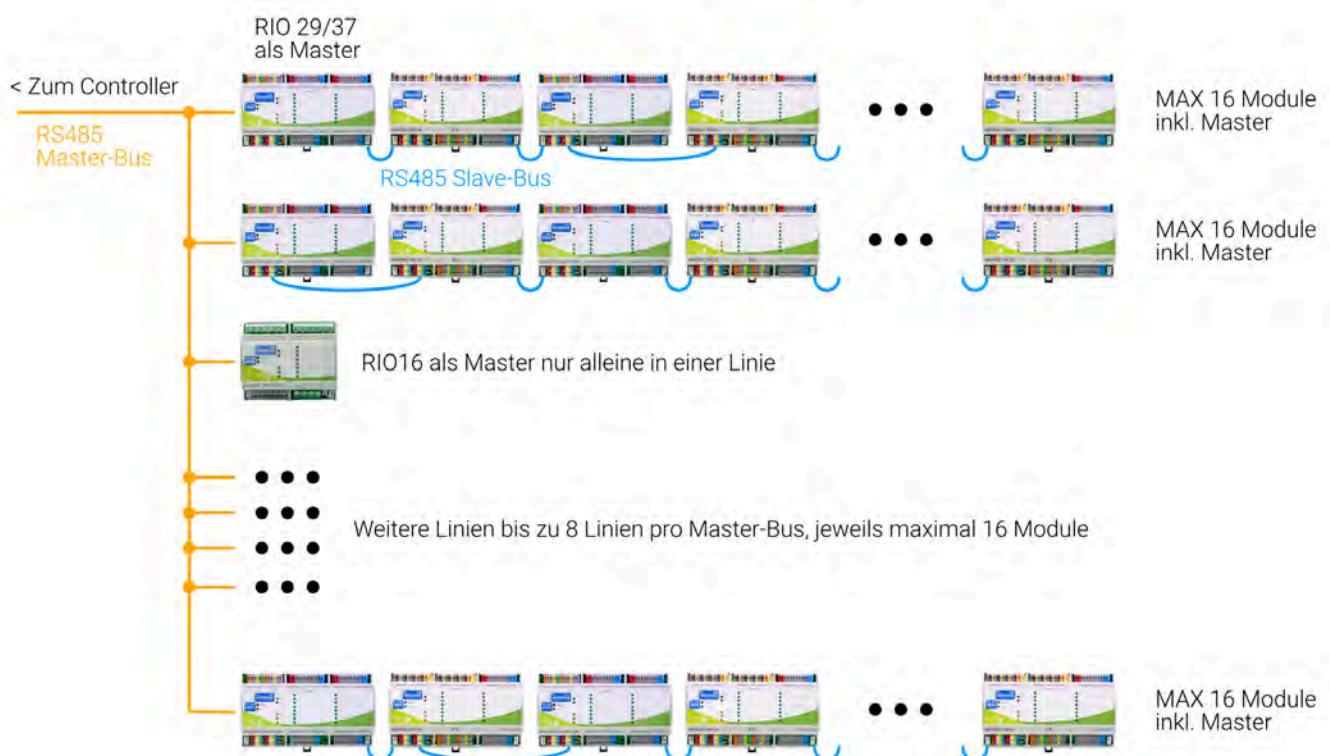 RIO 29/37
als Master
< Zum Controller
RS485
Master-Bus
MAX 16 Module
inkl. Master
RS485 Slave-Bus
MAX 16 Module
inkl. Master
RIO16 als Master nur alleine in einer Linie
Weitere Linien bis zu 8 Linien pro Master-Bus, jeweils maximal 16 Module
MAX 16 Module
inkl. Master